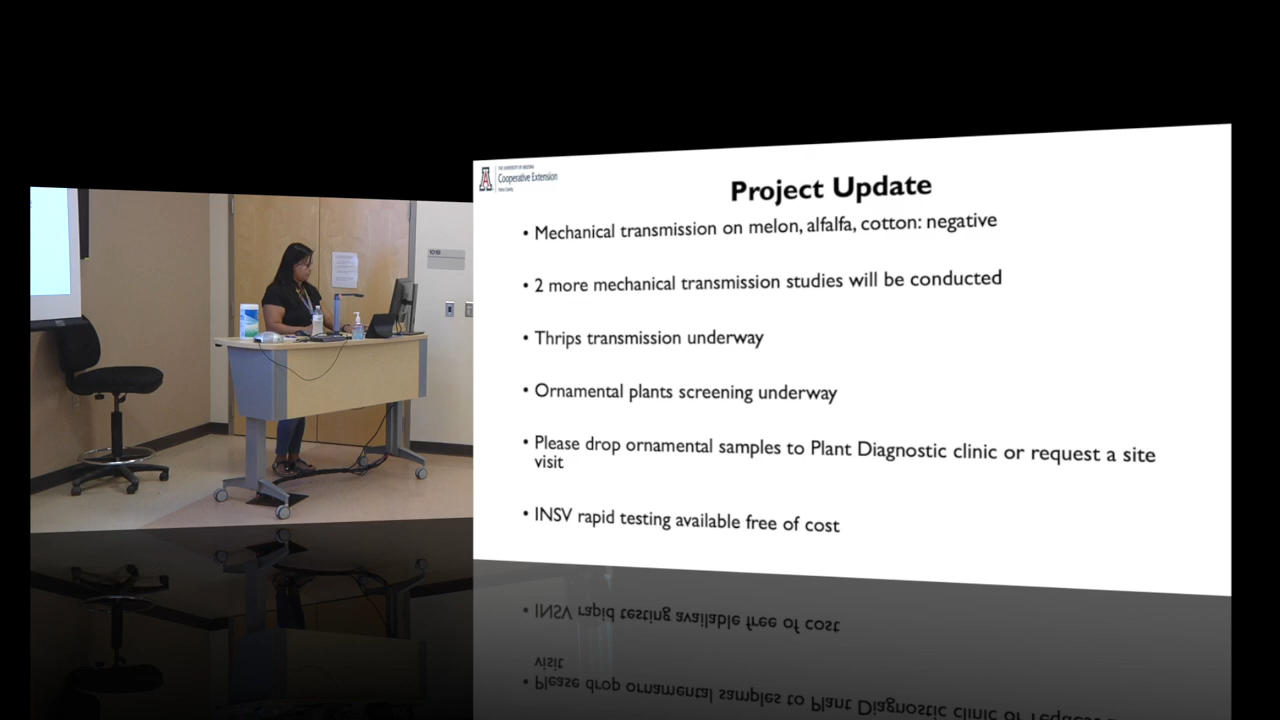 THE UNIVERSITY OF ARIZONA
Cooperative Extension
Project Update
• Mechanical transmission on melon, alfalfa, cotton: negative
• 2 more mechanical transmission studies will be conducted
• Thrips transmission underway
• Ornamental plants screening underway
• Please drop ornamental samples to Plant Diagnostic clinic or request a site
visit
• INSV rapid testing available free of cost